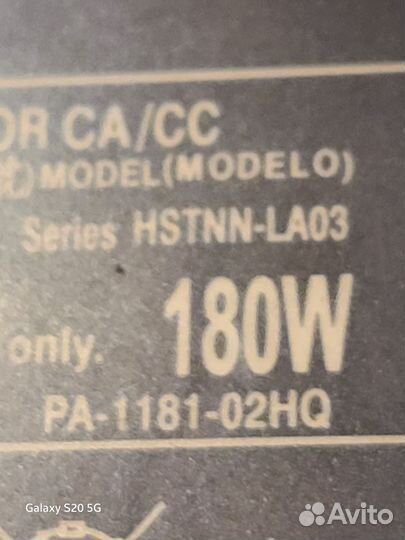 OR CA/CC
MODEL(MODELO)
Series HSTNN-LA03
only. 180W
PA-1181-02HQ
Galaxy S20 5G
Avito